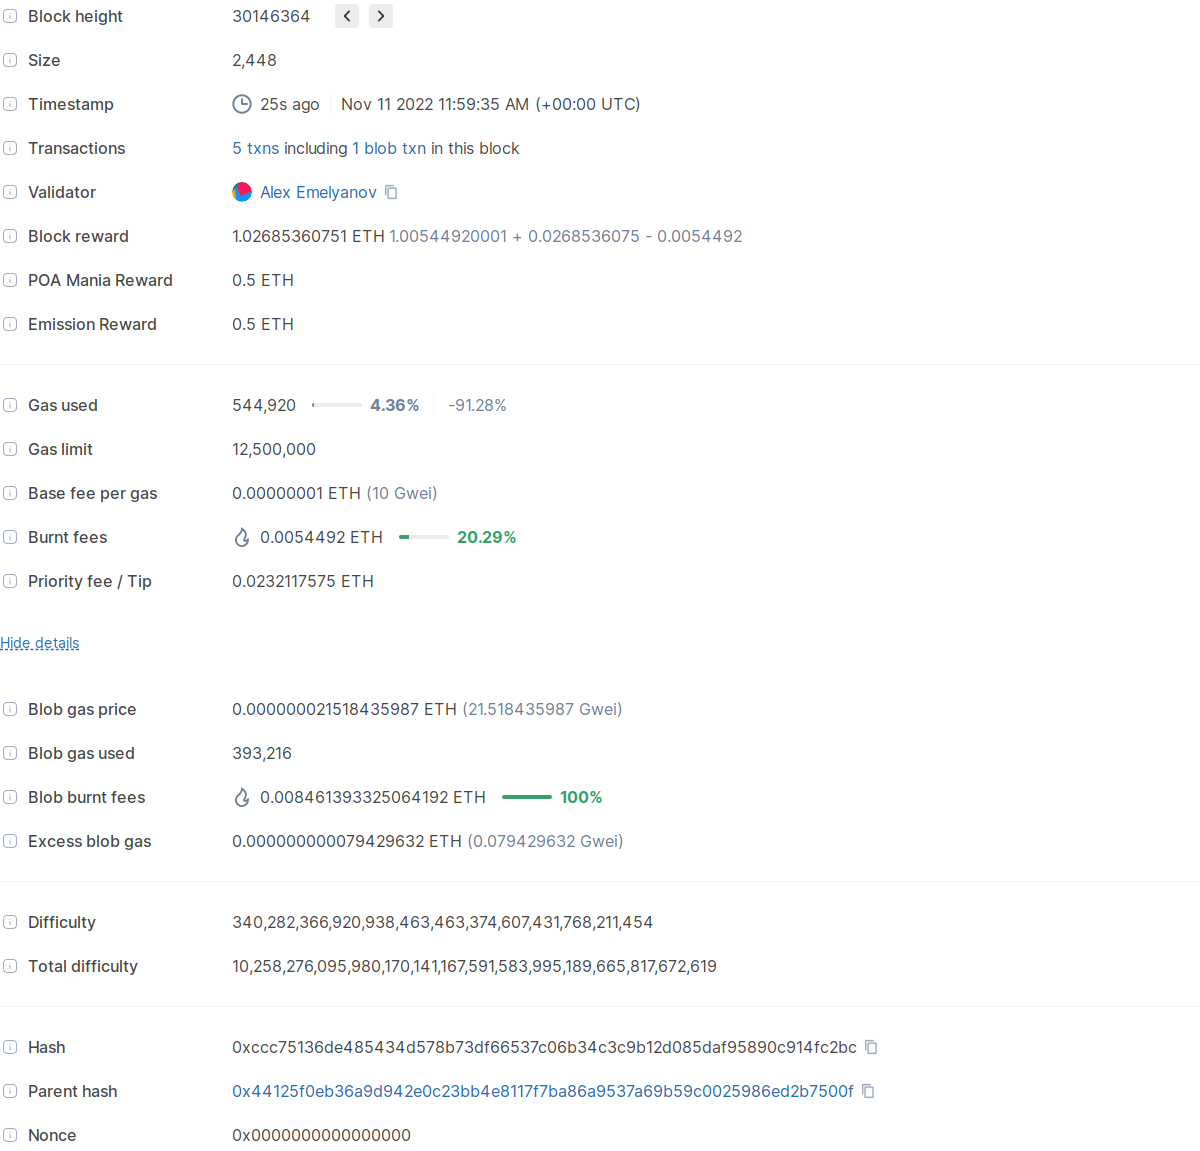 Block height 30146364
Size 2,448
Timestamp 25s ago Nov 11 2022 11:59:35 AM (+00:00 UTC)
Transactions 5 txns including 1 blob txn in this block
Validator Alex Emelyanov
Block reward 1.02685360751 ETH 1.00544920001 + 0.0268536075 - 0.0054492
POA Mania Reward 0.5 ETH
Emission Reward 0.5 ETH
Gas used 544,920 4.36% -91.28%
Gas limit 12,500,000
Base fee per gas 0.00000001 ETH (10 Gwei)
Burnt fees 0.0054492 ETH 20.29%
Priority fee / Tip 0.0232117575 ETH
Hide details
Blob gas price 0.000000021518435987 ETH (21.518435987 Gwei)
Blob gas used 393,216
Blob burnt fees 0.008461393325064192 ETH 100%
Excess blob gas 0.000000000079429632 ETH (0.079429632 Gwei)
Difficulty 340,282,366,920,938,463,463,374,607,431,768,211,454
Total difficulty 10,258,276,095,980,170,141,167,591,583,995,189,665,817,672,619
Hash 0xccc75136de485434d578b73df66537c06b34c3c9b12d085daf95890c914fc2bc
Parent hash 0x44125f0eb36a9d942e0c23bb4e8117f7ba86a9537a69b59c0025986ed2b7500f
Nonce 0x0000000000000000